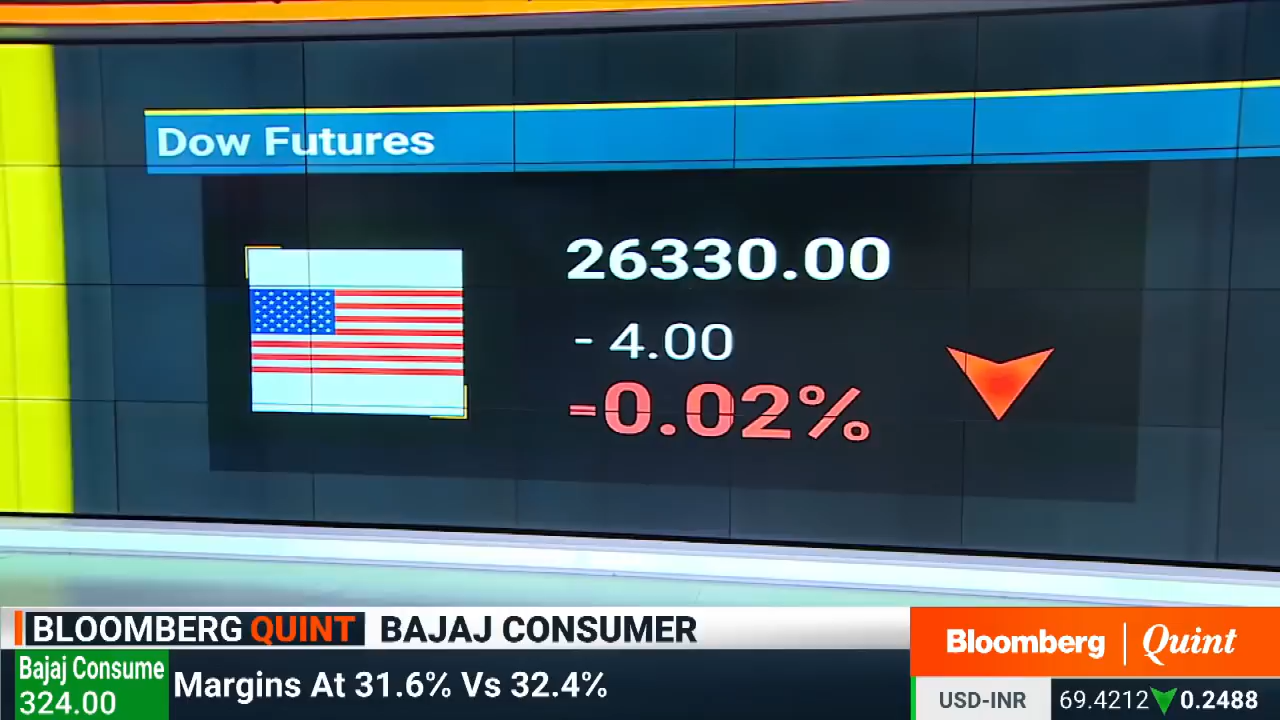 Dow Futures
26330.00
- 4.00
-0.02%
BLOOMBERG QUINT BAJAJ CONSUMER
Bloomberg | Quint
Bajaj Consume
324.00
Margins At 31.6% Vs 32.4%
USD-INR 69.4212 0.2488